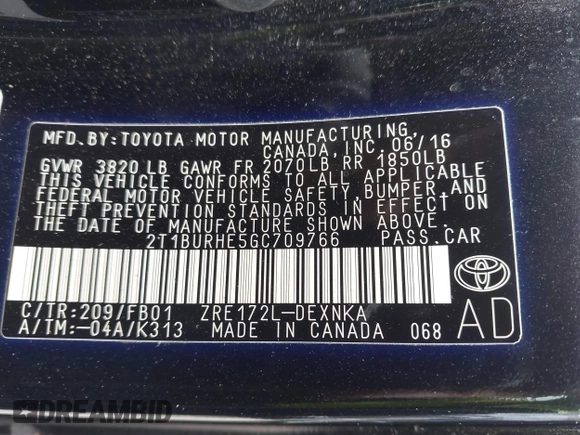 MFD.BY:TOYOTA MOTOR MANUFACTURING,
CANADA, INC. 06/16
GVWR 3820 LB GAWR FR 2070LB RR 1850LB
THIS VEHICLE CONFORMS TO ALL APPLICABLE
FEDERAL MOTOR VEHICLE SAFETY, BUMPER, AND
THEFT PREVENTION STANDARDS IN EFFECT ON
THE DATE OF MANUFACTURE SHOWN ABOVE.
2T1BURHE5GC709766 PASS.CAR
C/TR:209/FB01 ZRE172L-DEXNKA
A/TM:-04A/K313 MADE IN CANADA 068
AD
DREAMBID